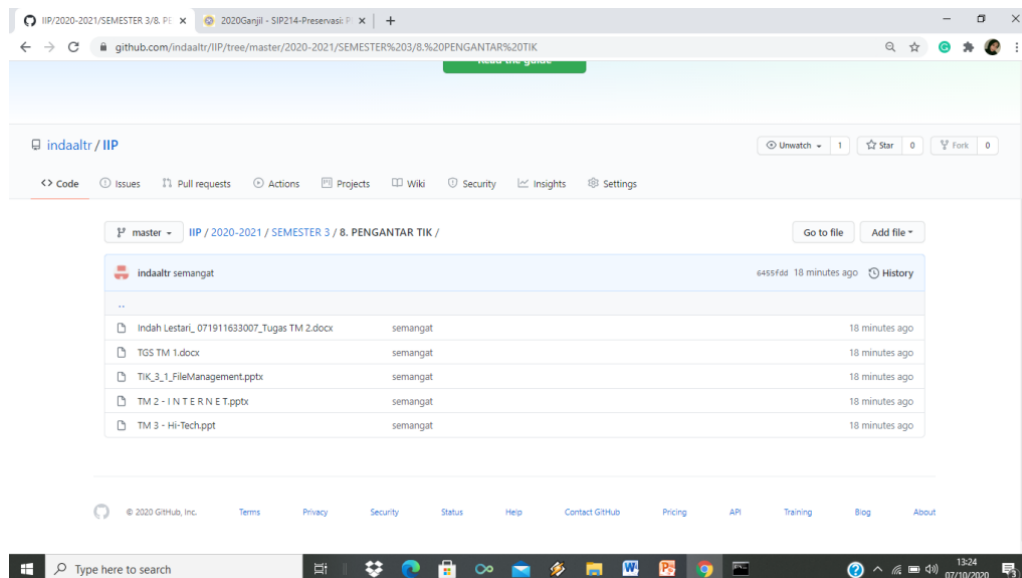 IIP/2020-2021/SEMESTER 3/8. PE
2020Ganjil - SIP214-Preservasi: P
github.com/indaaltr/IIP/tree/master/2020-2021/SEMESTER%203/8.%20PENGANTAR%20TIK
Read the guide
indaaltr / IIP
Unwatch 1 Star 0 Fork 0
Code Issues Pull requests Actions Projects Wiki Security Insights Settings
master IIP / 2020-2021 / SEMESTER 3 / 8. PENGANTAR TIK / Go to file Add file
indaaltr semangat 6455fdd 18 minutes ago History
..
Indah Lestari_ 071911633007_Tugas TM 2.docx semangat 18 minutes ago
TGS TM 1.docx semangat 18 minutes ago
TIK_3_1_FileManagement.pptx semangat 18 minutes ago
TM 2 - I N T E R N E T.pptx semangat 18 minutes ago
TM 3 - Hi-Tech.ppt semangat 18 minutes ago
© 2020 GitHub, Inc. Terms Privacy Security Status Help Contact GitHub Pricing API Training Blog About
Type here to search
13:24
07/10/2020
3